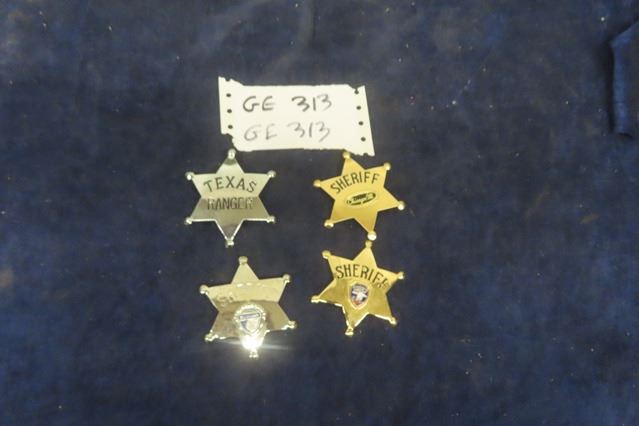 GE 313
GE 313
TEXAS
RANGER
SHERIFF
SHERIFF